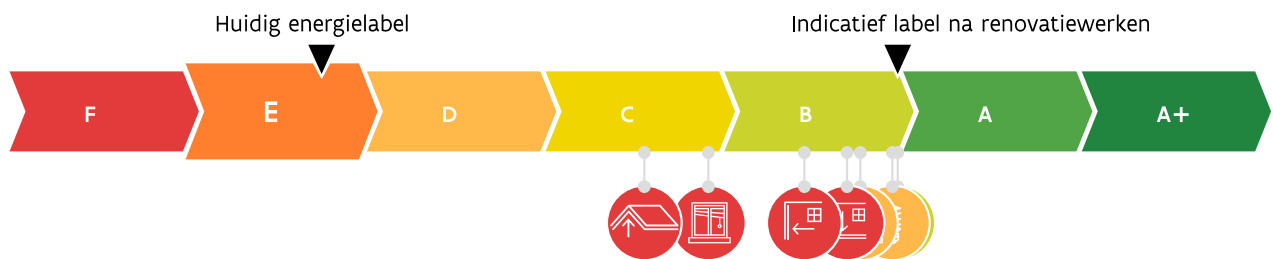 Huidig energielabel
Indicatief label na renovatiewerken
F
E
D
C
B
A
A+